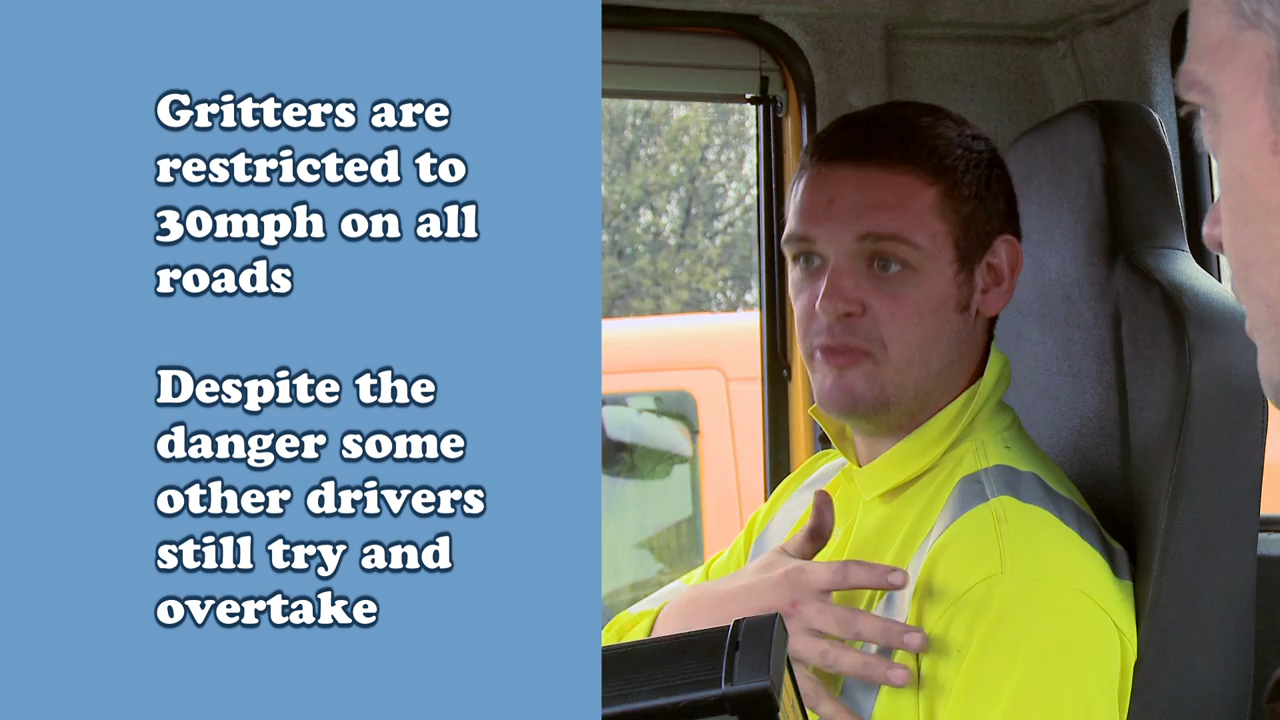 Gritters are
restricted to
30mph on all
roads
Despite the
danger some
other drivers
still try and
overtake